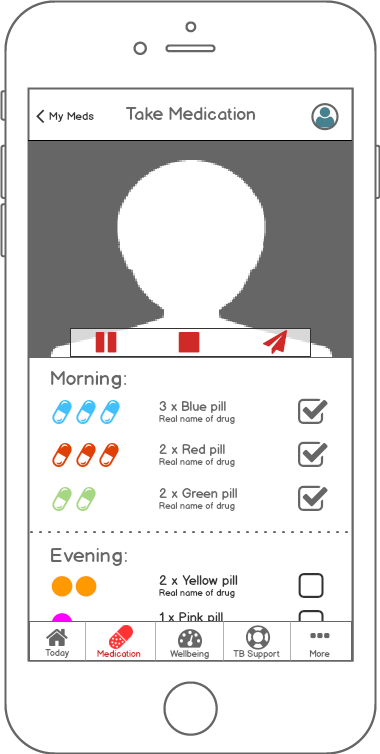 My Meds
Take Medication
Morning:
3 x Blue pill
Real name of drug
2 x Red pill
Real name of drug
2 x Green pill
Real name of drug
Evening:
2 x Yellow pill
Real name of drug
1 x Pink pill
Today
Medication
Wellbeing
TB Support
More